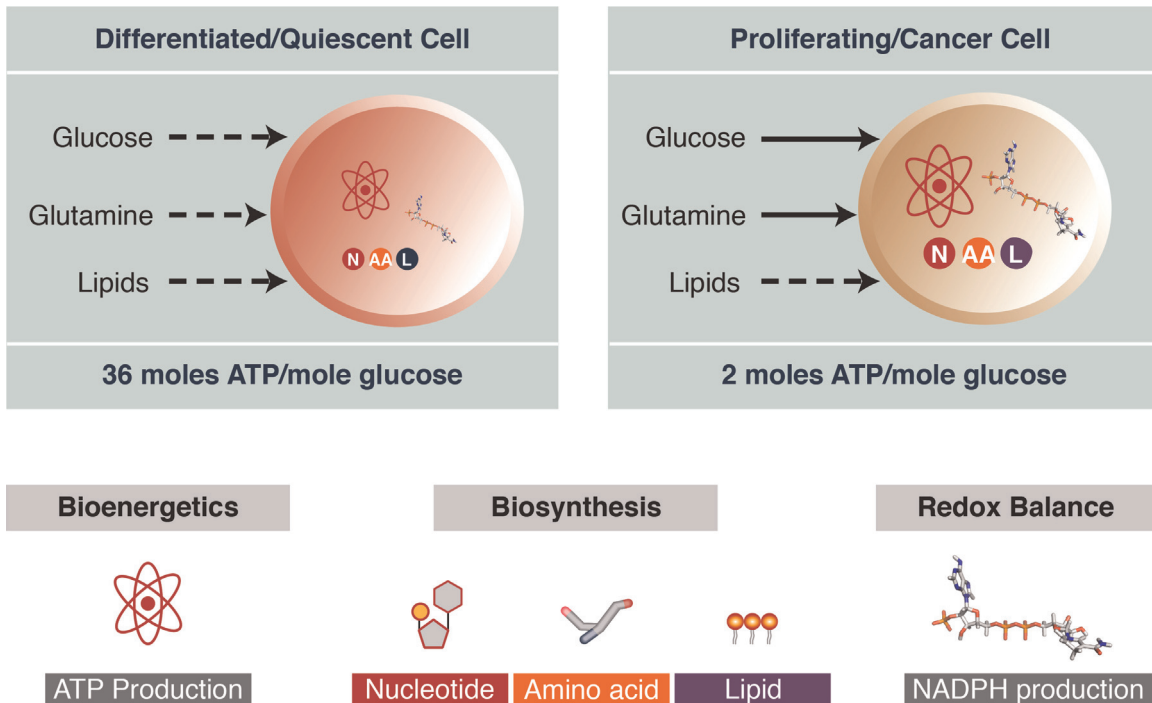 Differentiated/Quiescent Cell
Glucose
Glutamine
Lipids
N AA L
36 moles ATP/mole glucose
Proliferating/Cancer Cell
Glucose
Glutamine
Lipids
N AA L
2 moles ATP/mole glucose
Bioenergetics
ATP Production
Biosynthesis
Nucleotide
Amino acid
Lipid
Redox Balance
NADPH production